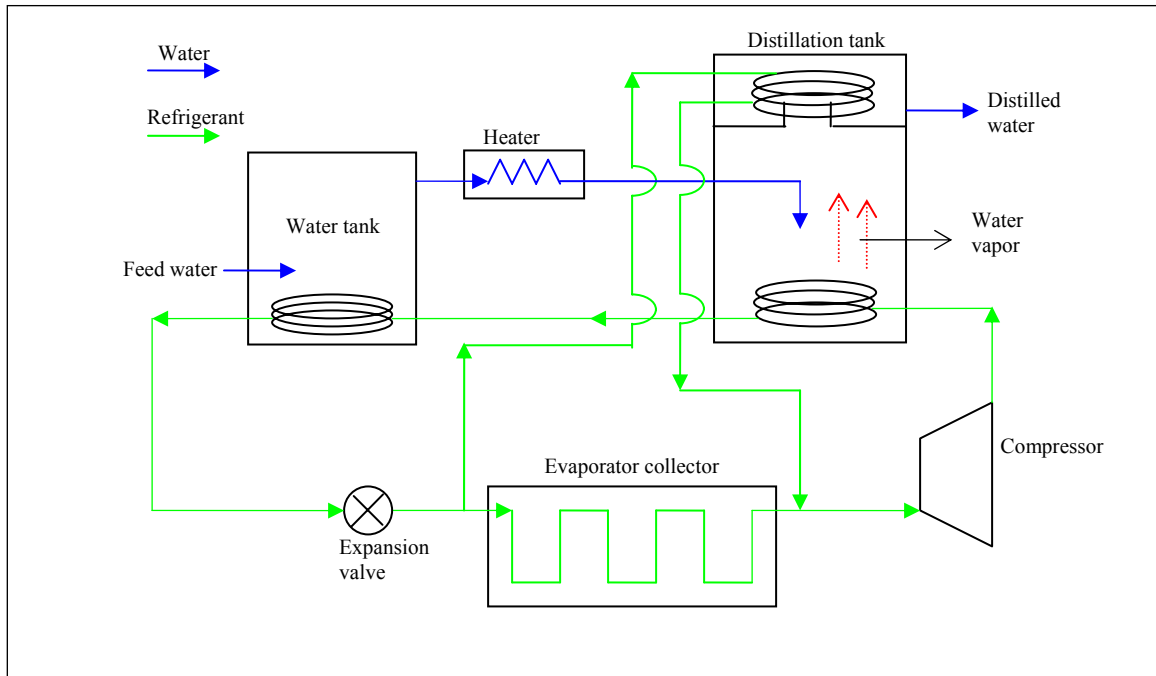 Water
Refrigerant
Distillation tank
Distilled
water
Heater
Water tank
Feed water
Water
vapor
Compressor
Evaporator collector
Expansion
valve